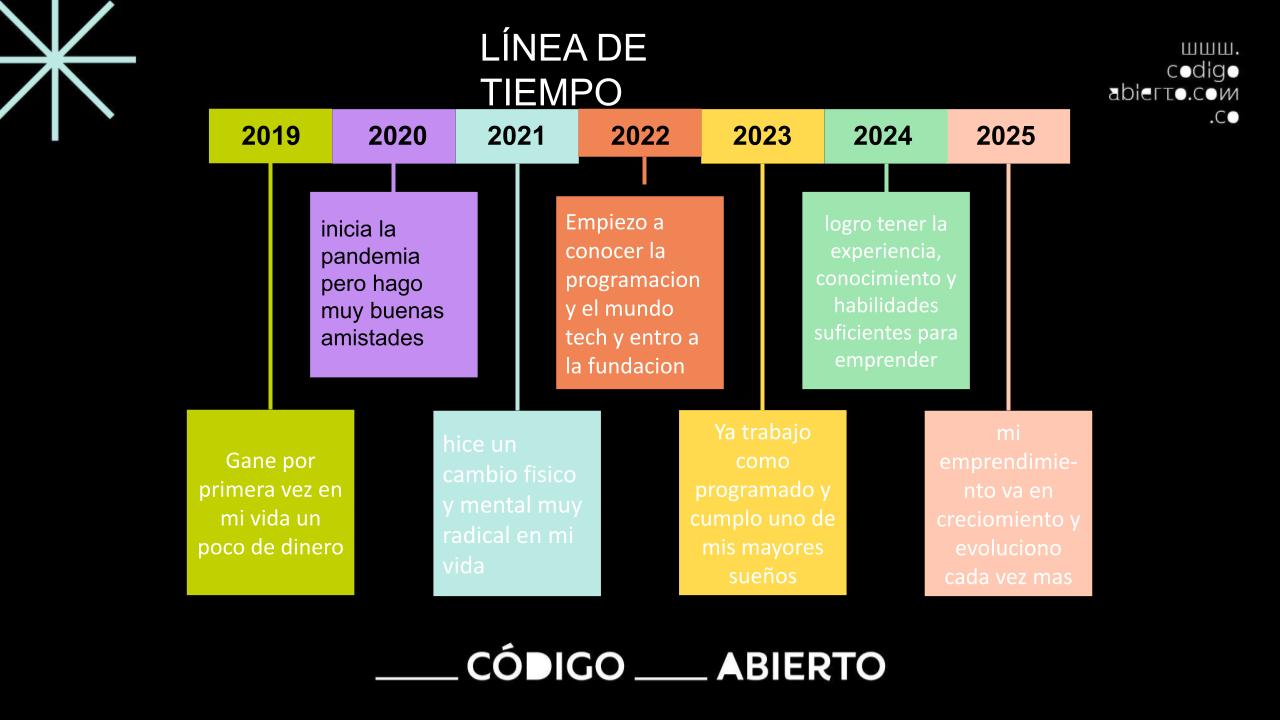 LÍNEA DE
TIEMPO
www.
codigo
abierto.com
.co
2019
2020
2021
2022
2023
2024
2025
inicia la
pandemia
pero hago
muy buenas
amistades
Empiezo a
conocer la
programacion
y el mundo
tech y entro a
la fundacion
logro tener la
experiencia,
conocimiento y
habilidades
suficientes para
emprender
Gane por
primera vez en
mi vida un
poco de dinero
hice un
cambio fisico
y mental muy
radical en mi
vida
Ya trabajo
como
programado y
cumplo uno de
mis mayores
sueños
mi
emprendimie-
nto va en
creciomiento y
evoluciono
cada vez mas
CÓDIGO ABIERTO